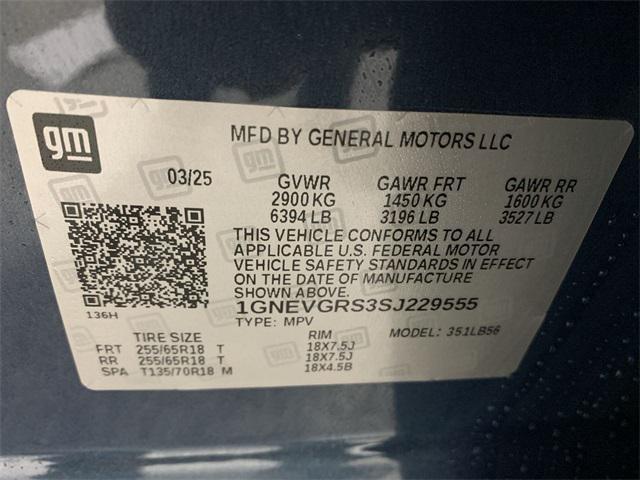 gm
MFD BY GENERAL MOTORS LLC
03/25 GVWR GAWR FRT GAWR RR
2900 KG 1450 KG 1600 KG
6394 LB 3196 LB 3527 LB
THIS VEHICLE CONFORMS TO ALL
APPLICABLE U.S. FEDERAL MOTOR
VEHICLE SAFETY STANDARDS IN EFFECT
ON THE DATE OF MANUFACTURE
SHOWN ABOVE.
136H 1GNEVGRS3SJ229555
TYPE: MPV MODEL: 351LB56
TIRE SIZE RIM
FRT 255/65R18 T 18X7.5J
RR 255/65R18 T 18X7.5J
SPA T135/70R18 M 18X4.5B